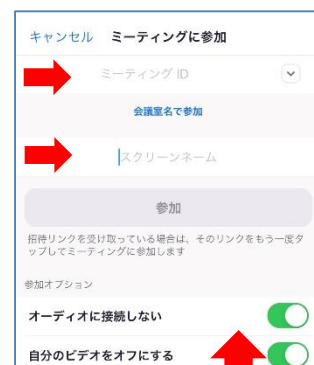 キャンセル ミーティングに参加
ミーティング ID
会議室名で参加
スクリーンネーム
参加
招待リンクを受け取っている場合は、そのリンクをもう一度タ
ップしてミーティングに参加します
参加オプション
オーディオに接続しない
自分のビデオをオフにする